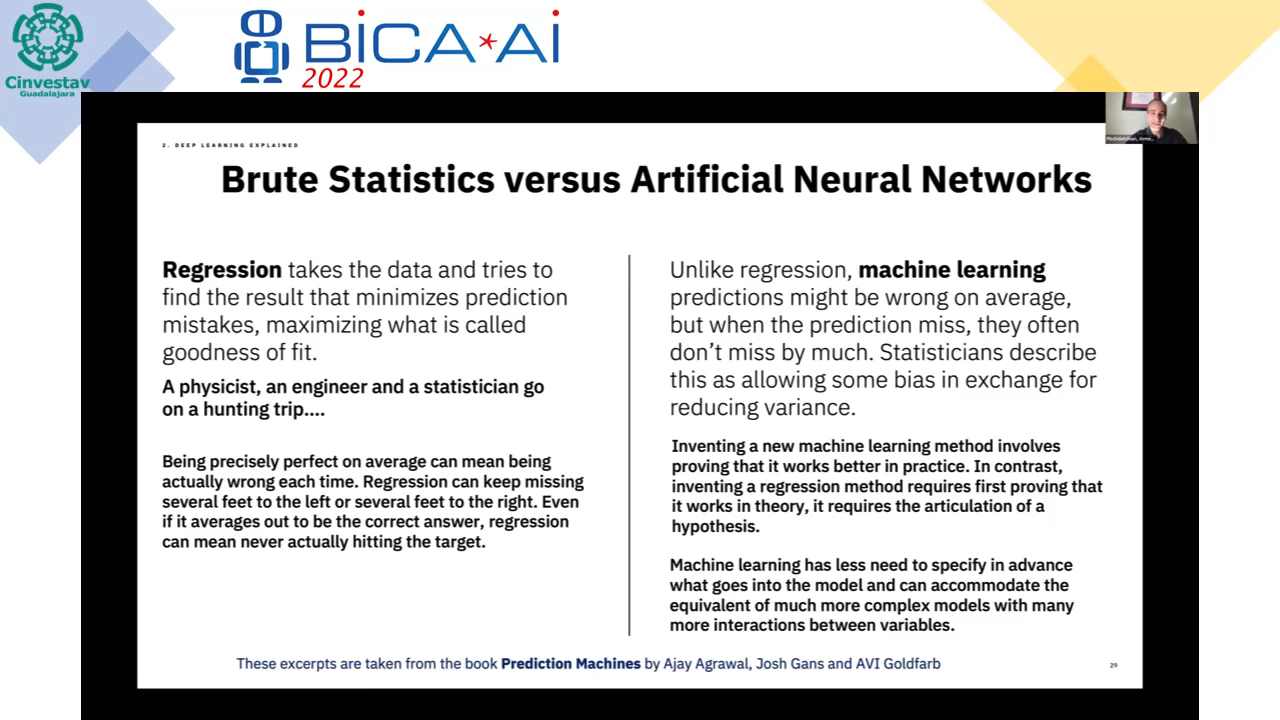 Cinvestav
Guadalajara
BiCA*Ai
2022
2. DEEP LEARNING EXPLAINED
Brute Statistics versus Artificial Neural Networks
Regression takes the data and tries to
find the result that minimizes prediction
mistakes, maximizing what is called
goodness of fit.
A physicist, an engineer and a statistician go
on a hunting trip....
Being precisely perfect on average can mean being
actually wrong each time. Regression can keep missing
several feet to the left or several feet to the right. Even
if it averages out to be the correct answer, regression
can mean never actually hitting the target.
Unlike regression, machine learning
predictions might be wrong on average,
but when the prediction miss, they often
don't miss by much. Statisticians describe
this as allowing some bias in exchange for
reducing variance.
Inventing a new machine learning method involves
proving that it works better in practice. In contrast,
inventing a regression method requires first proving that
it works in theory, it requires the articulation of a
hypothesis.
Machine learning has less need to specify in advance
what goes into the model and can accommodate the
equivalent of much more complex models with many
more interactions between variables.
These excerpts are taken from the book Prediction Machines by Ajay Agrawal, Josh Gans and AVI Goldfarb
29